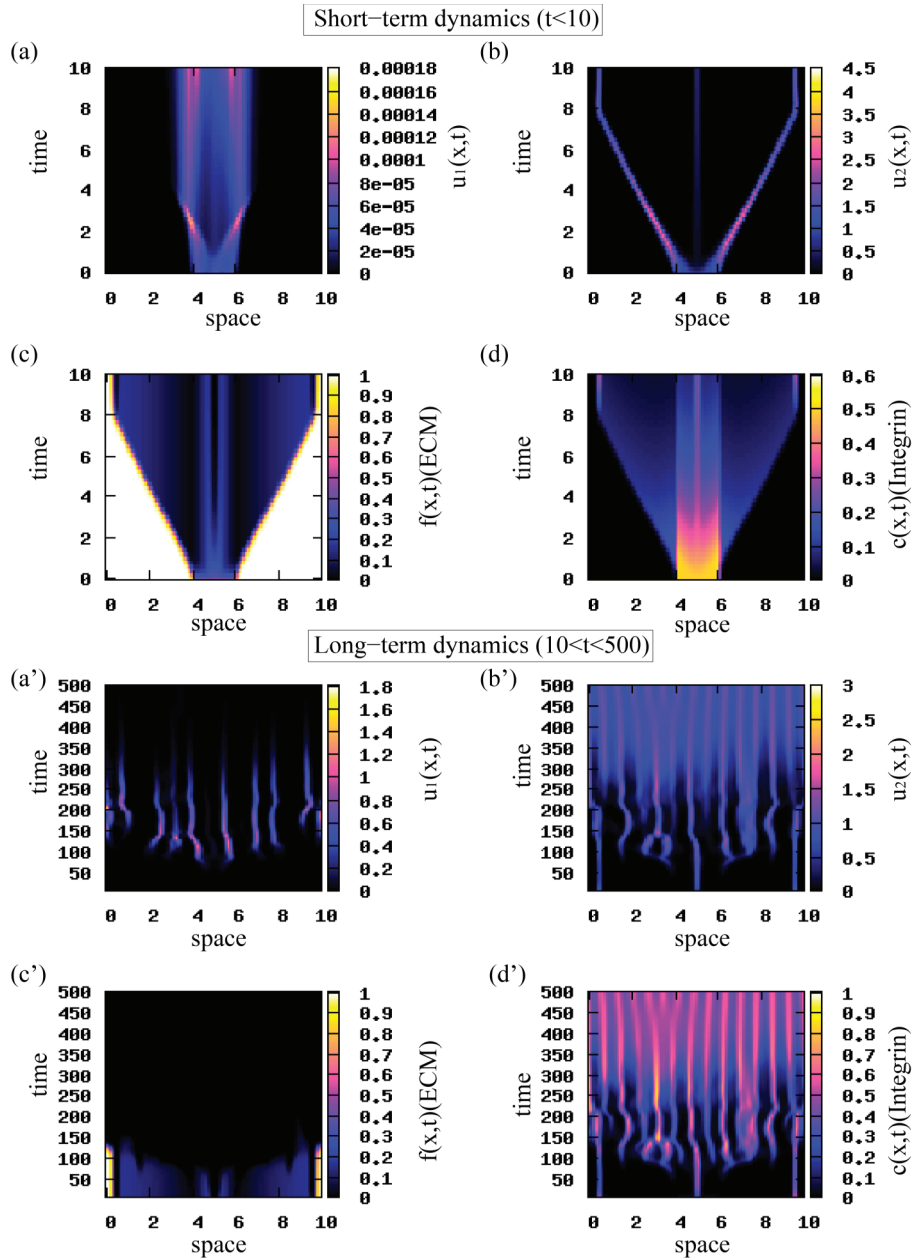 Short−term dynamics (t<10)
(a)
(b)
10
8
6
4
2
0
time
0 2 4 6 8 10
space
0.00018
0.00016
0.00014
0.00012
0.0001
8e-05
6e-05
4e-05
2e-05
0
u1(x,t)
10
8
6
4
2
0
time
0 2 4 6 8 10
space
4.5
4
3.5
3
2.5
2
1.5
1
0.5
0
u2(x,t)
(c)
(d)
10
8
6
4
2
0
time
0 2 4 6 8 10
space
1
0.9
0.8
0.7
0.6
0.5
0.4
0.3
0.2
0.1
0
f(x,t)(ECM)
10
8
6
4
2
0
time
0 2 4 6 8 10
space
0.6
0.5
0.4
0.3
0.2
0.1
0
c(x,t)(Integrin)
Long−term dynamics (10<t<500)
(a’)
(b’)
500
450
400
350
300
250
200
150
100
50
time
0 2 4 6 8 10
space
1.8
1.6
1.4
1.2
1
0.8
0.6
0.4
0.2
0
u1(x,t)
500
450
400
350
300
250
200
150
100
50
time
0 2 4 6 8 10
space
3
2.5
2
1.5
1
0.5
0
u2(x,t)
(c’)
(d’)
500
450
400
350
300
250
200
150
100
50
time
0 2 4 6 8 10
space
1
0.9
0.8
0.7
0.6
0.5
0.4
0.3
0.2
0.1
0
f(x,t)(ECM)
500
450
400
350
300
250
200
150
100
50
time
0 2 4 6 8 10
space
1
0.9
0.8
0.7
0.6
0.5
0.4
0.3
0.2
0.1
0
c(x,t)(Integrin)